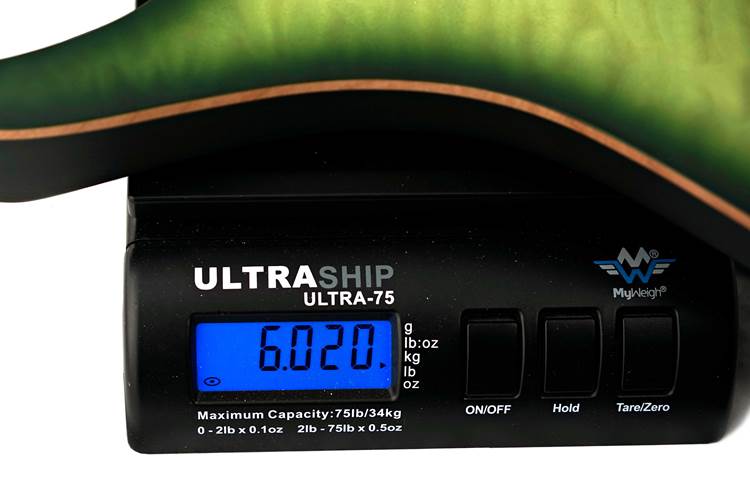 ULTRASHIP
ULTRA-75
MW®
MyWeigh®
6.020
g
lb:oz
kg
lb
oz
ON/OFF
Hold
Tare/Zero
Maximum Capacity:75lb/34kg
0 - 2lb x 0.1oz 2lb - 75lb x 0.5oz